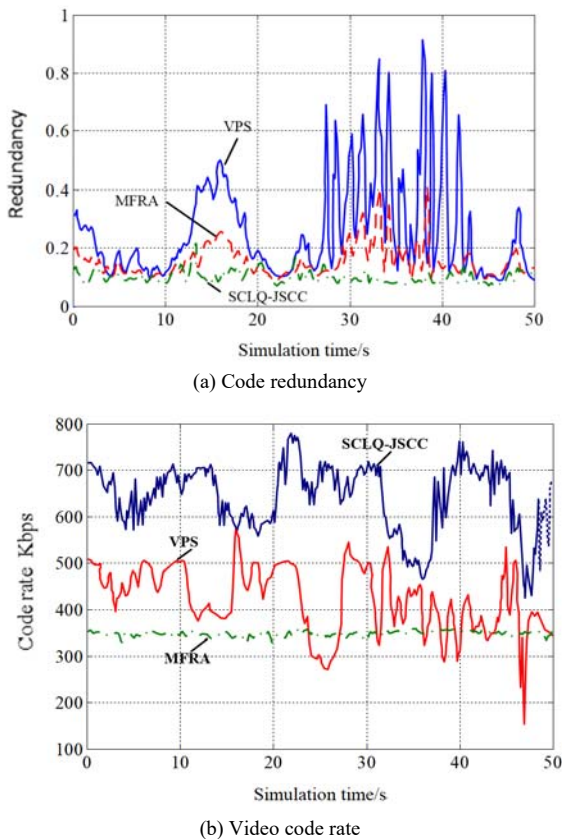 1
0.8
0.6
0.4
0.2
0
Redundancy
VPS
MFRA
SCLQ-JSCC
0 10 20 30 40 50
Simulation time/s
(a) Code redundancy
800
700
600
500
400
300
200
100
Code rate Kbps
SCLQ-JSCC
VPS
MFRA
0 10 20 30 40 50
Simulation time/s
(b) Video code rate